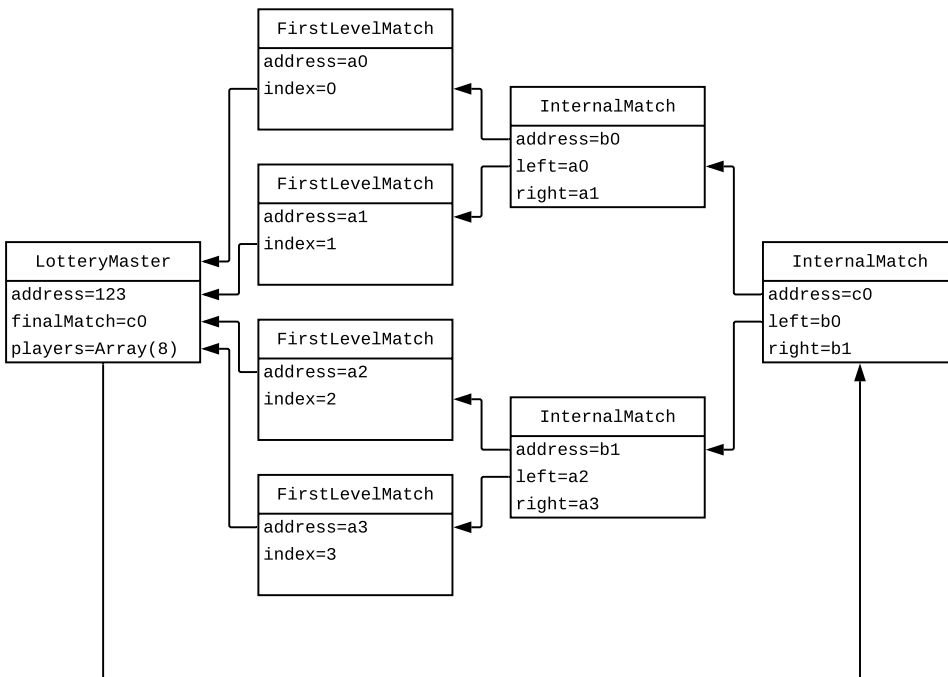 FirstLevelMatch
address=a0
index=0
InternalMatch
address=b0
left=a0
right=a1
FirstLevelMatch
address=a1
index=1
LotteryMaster
address=123
finalMatch=c0
players=Array(8)
InternalMatch
address=c0
left=b0
right=b1
FirstLevelMatch
address=a2
index=2
InternalMatch
address=b1
left=a2
right=a3
FirstLevelMatch
address=a3
index=3